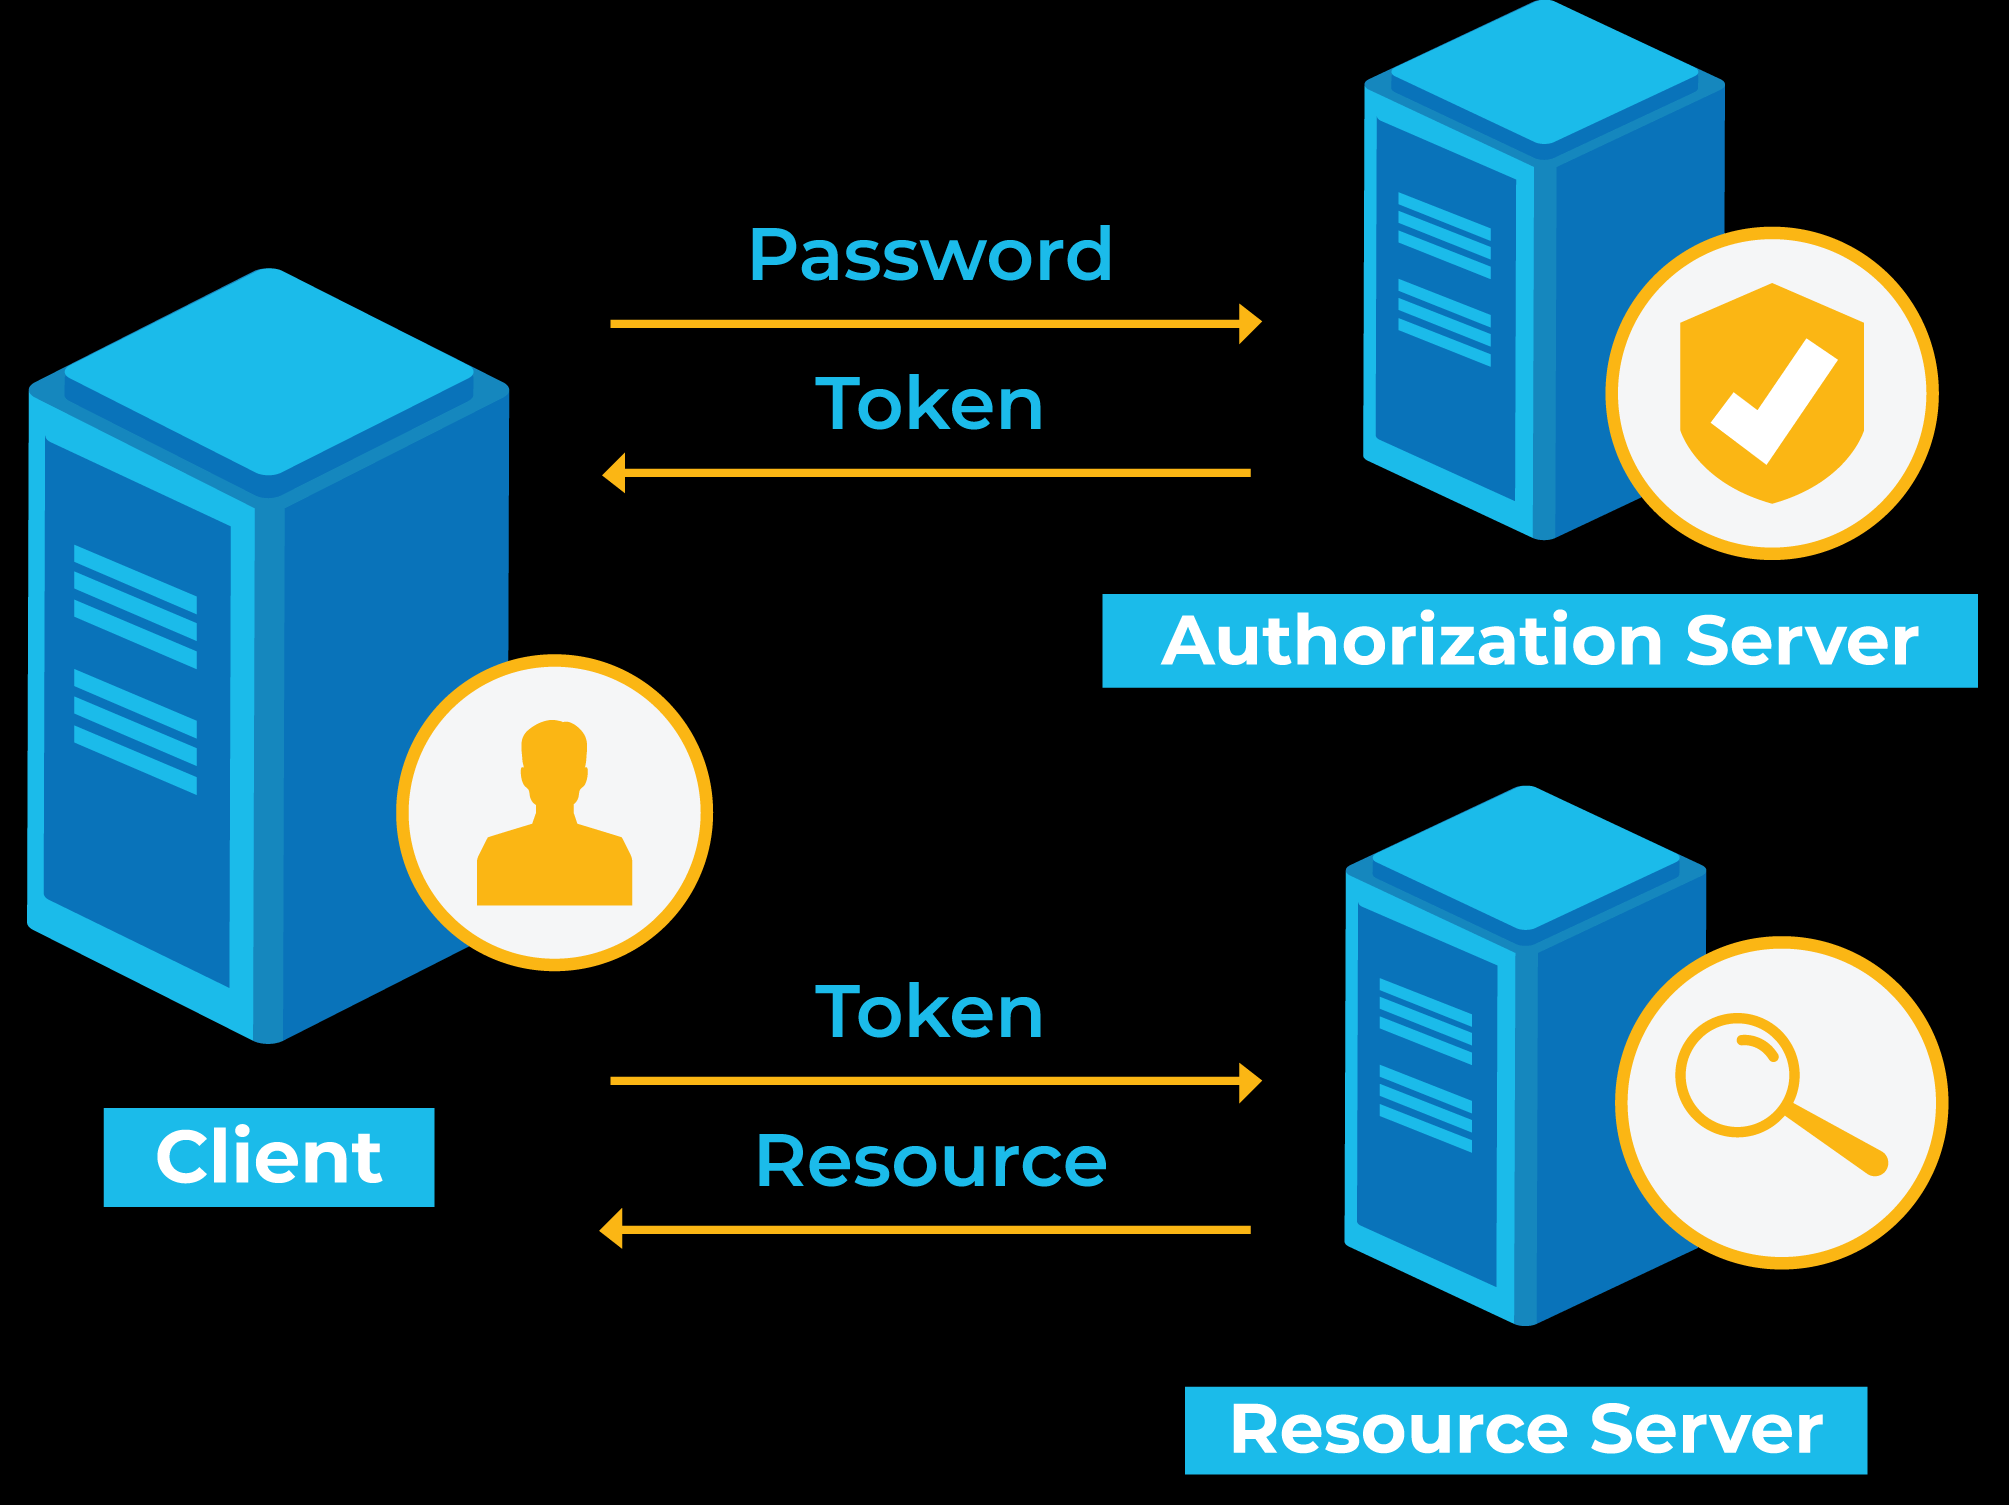 Password
Token
Authorization Server
Token
Resource
Client
Resource Server